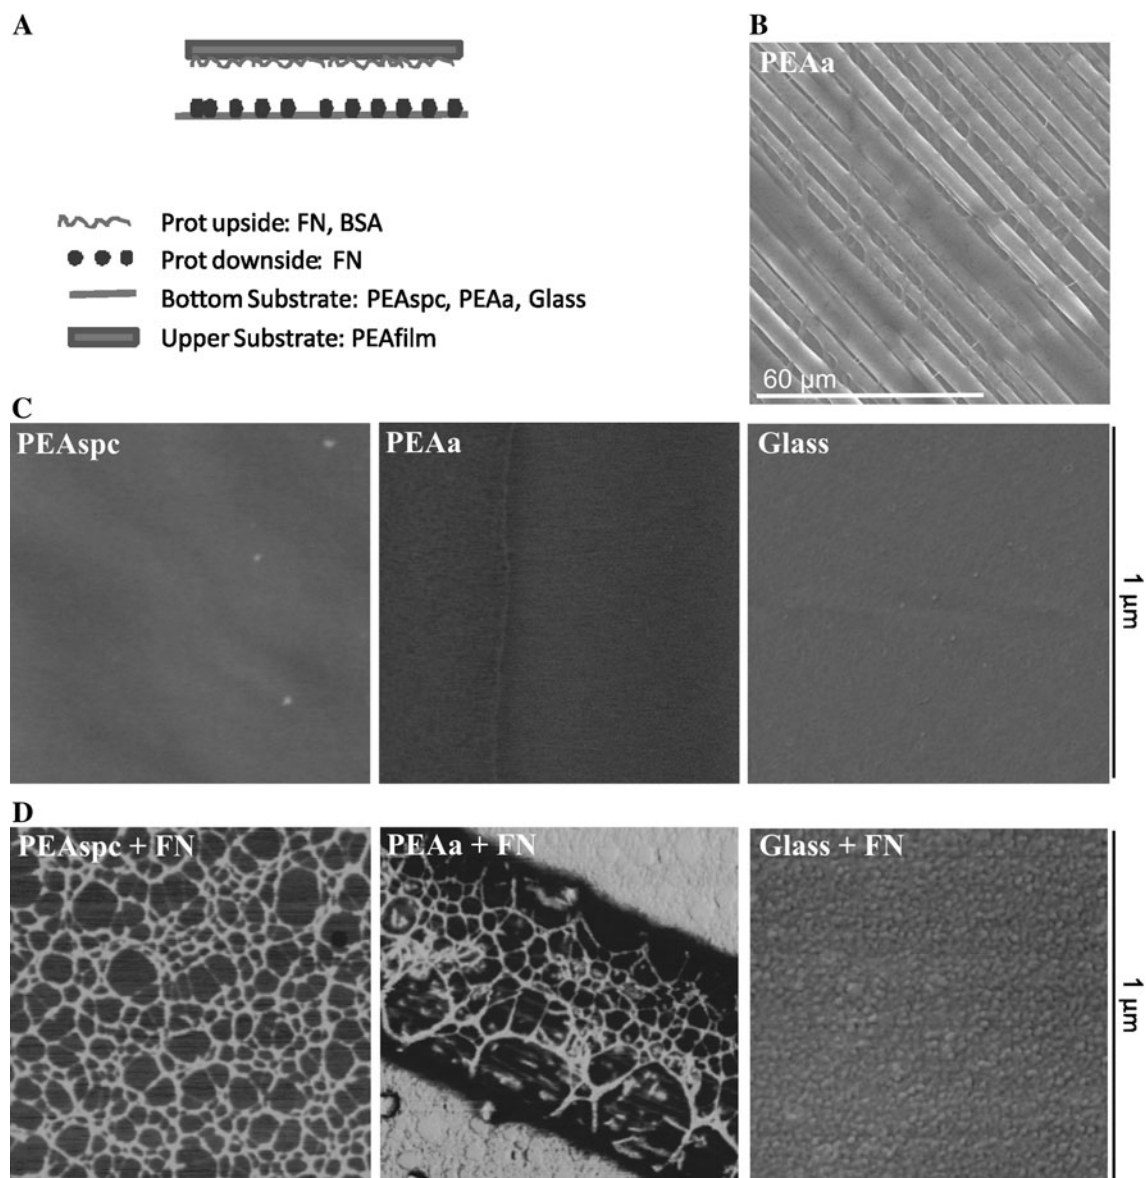 A
Prot upside: FN, BSA
Prot downside: FN
Bottom Substrate: PEAspc, PEAa, Glass
Upper Substrate: PEAfilm
B
PEAa
60 µm
C
PEAspc
PEAa
Glass
1 µm
D
PEAspc + FN
PEAa + FN
Glass + FN
1 µm